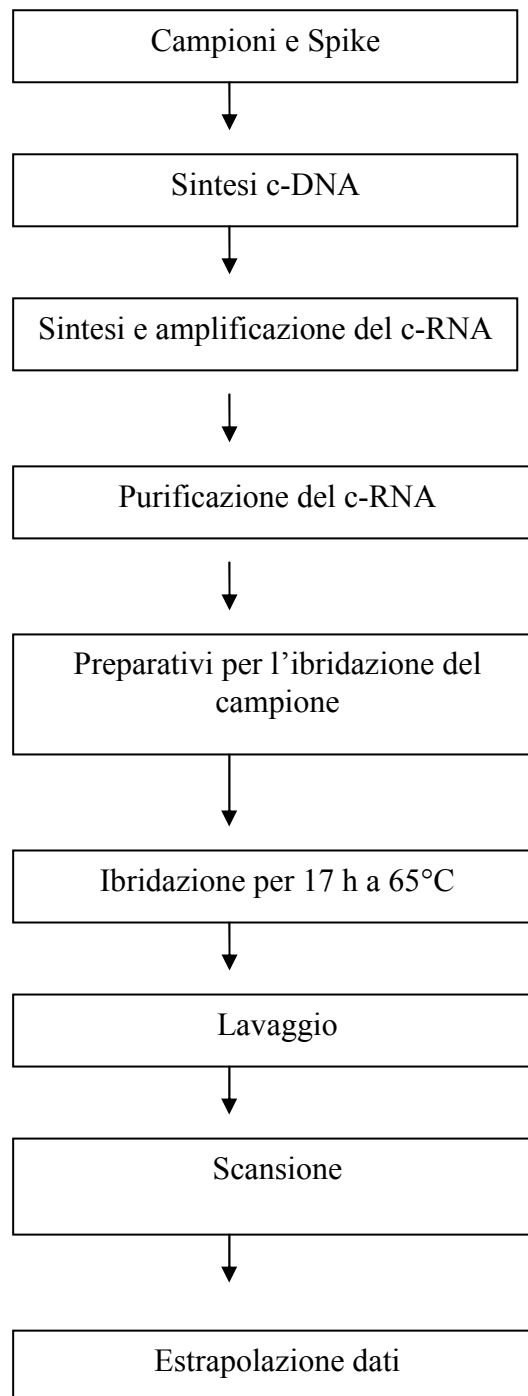 Campioni e Spike
Sintesi c-DNA
Sintesi e amplificazione del c-RNA
Purificazione del c-RNA
Preparativi per l’ibridazione del
campione
Ibridazione per 17 h a 65°C
Lavaggio
Scansione
Estrapolazione dati